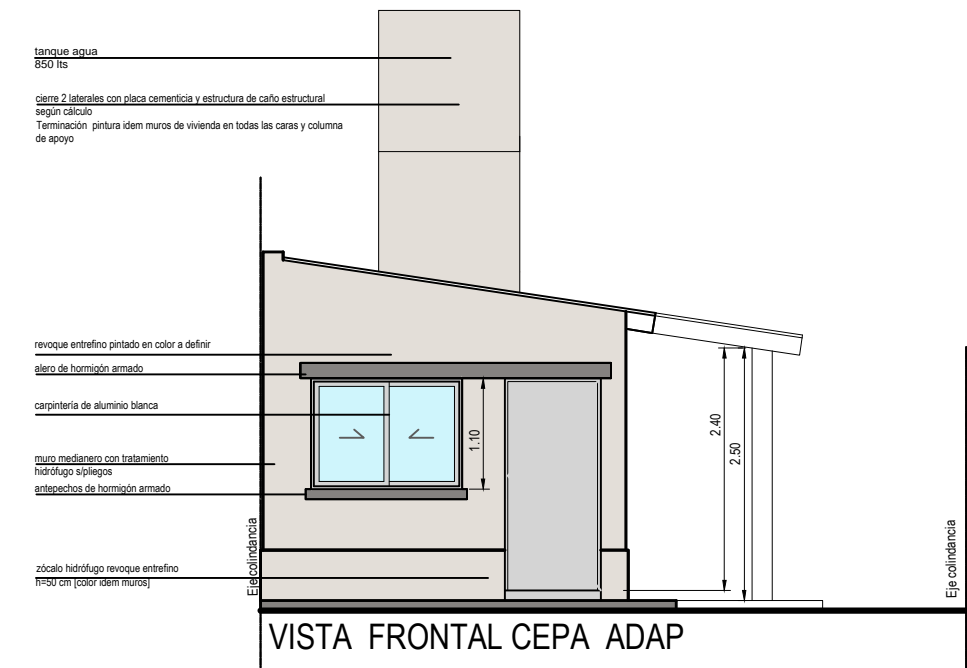 tanque agua
850 lts
cierre 2 laterales con placa cementicia y estructura de caño estructural
según cálculo
Terminación pintura idem muros de vivienda en todas las caras y columna
de apoyo
revoque entrefino pintado en color a definir
alero de hormigón armado
carpintería de aluminio blanca
muro medianero con tratamiento
hidrófugo s/pliegos
antepechos de hormigón armado
zócalo hidrófugo revoque entrefino
h=50 cm [color idem muros]
Eje colindancia
1.10
2.40
2.50
Eje colindancia
VISTA FRONTAL CEPA ADAP